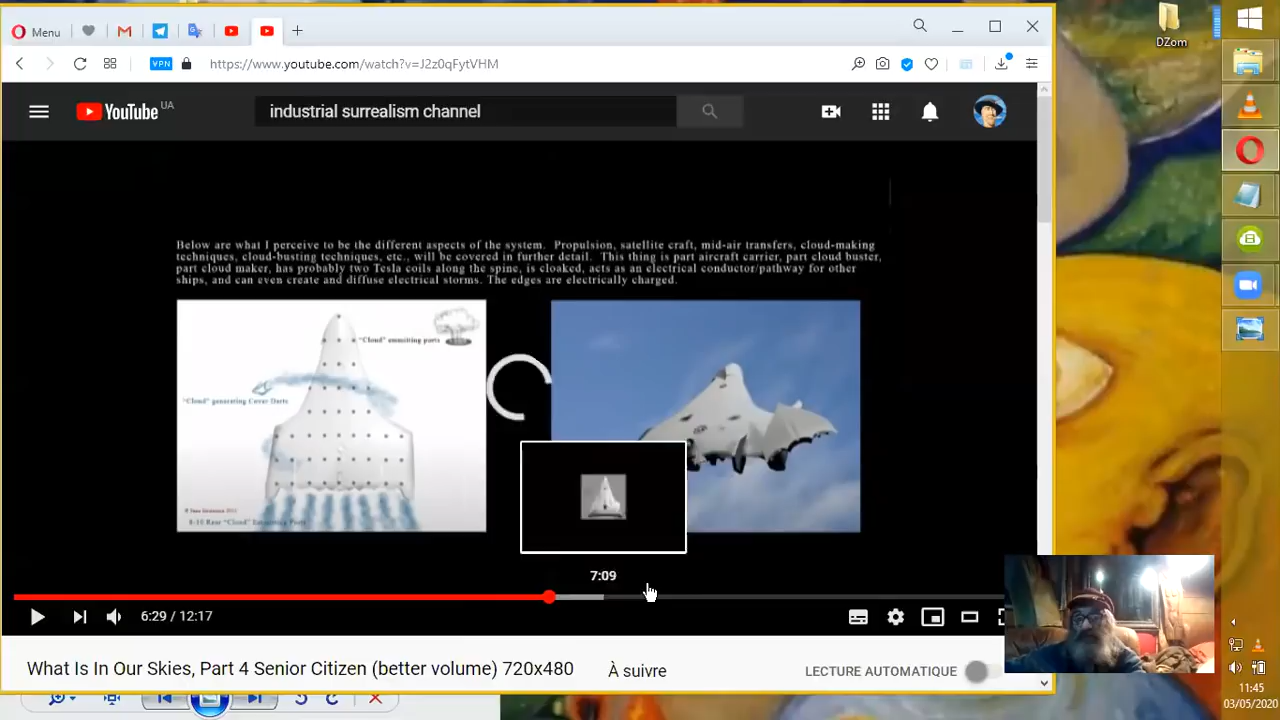 Menu
DZom
VPN
https://www.youtube.com/watch?v=J2z0qFytVHM
YouTube UA
industrial surrealism channel
Below are what I perceive to be the different aspects of the system. Propulsion, satellite craft, mid-air transfers, cloud-making
techniques, cloud-busting techniques, etc., will be covered in further detail. This thing is part aircraft carrier, part cloud buster,
part cloud maker, has probably two Tesla coils along the spine, is cloaked, acts as an electrical conductor/pathway for other
ships, and can even create and diffuse electrical storms. The edges are electrically charged.
"Cloud" emmitting ports
"Cloud" generating Cover Darts
8-10 Rear "Cloud"
7:09
6:29 / 12:17
What Is In Our Skies, Part 4 Senior Citizen (better volume) 720x480
À suivre
LECTURE AUTOMATIQUE
11:45
03/05/2020